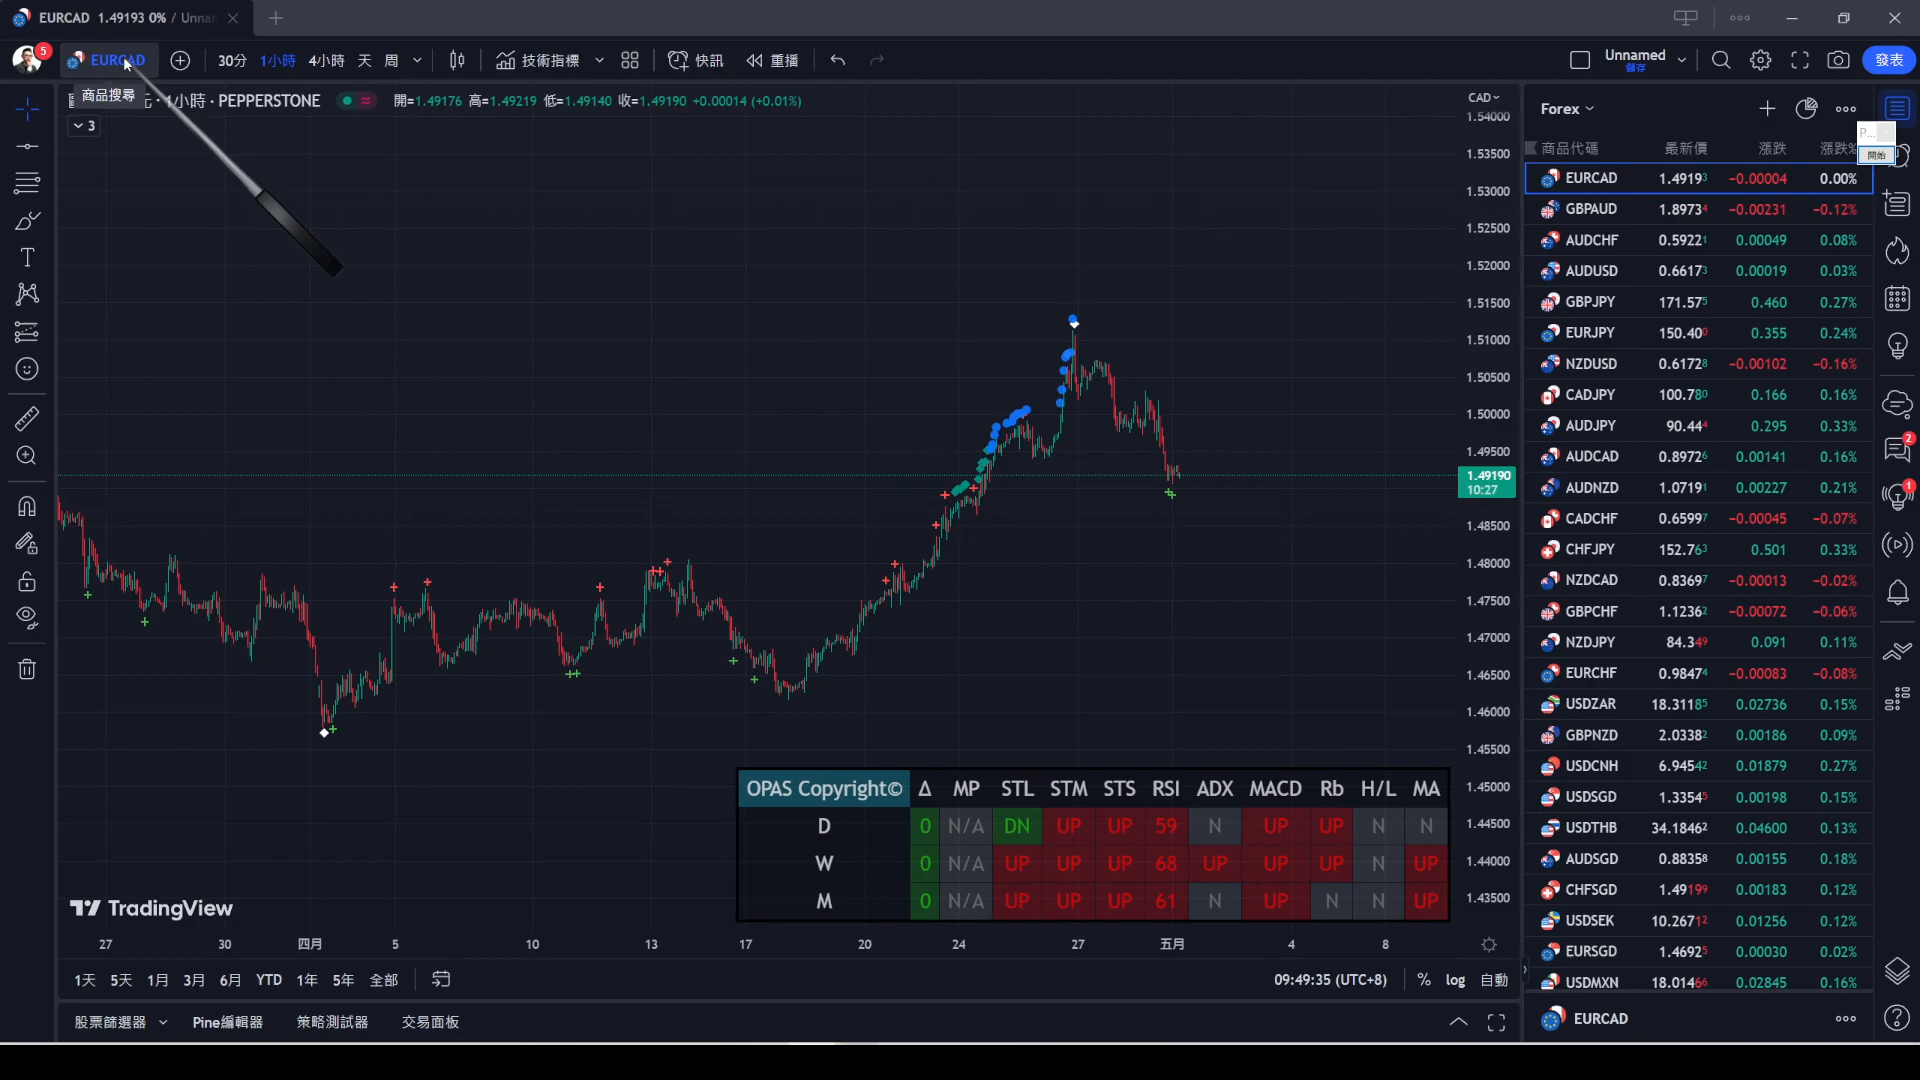 EURCAD 1.49193 0% / Unnar
5 EURCAD 30分 1小時 4小時 天 周 技術指標 快訊 重播 Unnamed 儲存 發表
商品搜尋 元 · 1小時 · PEPPERSTONE 開=1.49176 高=1.49219 低=1.49140 收=1.49190 +0.00014 (+0.01%)
3
CAD
1.54000
1.53500
1.53000
1.52500
1.52000
1.51500
1.51000
1.50500
1.50000
1.49500
1.49190
10:27
1.48500
1.48000
1.47500
1.47000
1.46500
1.46000
1.45500
1.45000
1.44500
1.44000
1.43500
OPAS Copyright© Δ MP STL STM STS RSI ADX MACD Rb H/L MA
D 0 N/A DN UP UP 59 N UP UP N N
W 0 N/A UP UP UP 68 UP UP UP N UP
M 0 N/A UP UP UP 61 N UP N N UP
TradingView
27 30 四月 5 10 13 17 20 24 27 五月 4 8
1天 5天 1月 3月 6月 YTD 1年 5年 全部 09:49:35 (UTC+8) % log 自動
股票篩選器 Pine編輯器 策略測試器 交易面板
Forex
P...
開始
商品代碼 最新價 漲跌 漲跌%
EURCAD 1.49193 −0.00004 0.00%
GBPAUD 1.89734 −0.00231 −0.12%
AUDCHF 0.59221 0.00049 0.08%
AUDUSD 0.66173 0.00019 0.03%
GBPJPY 171.575 0.460 0.27%
EURJPY 150.400 0.355 0.24%
NZDUSD 0.61728 −0.00102 −0.16%
CADJPY 100.780 0.166 0.16%
AUDJPY 90.444 0.295 0.33%
AUDCAD 0.89726 0.00141 0.16%
AUDNZD 1.07191 0.00227 0.21%
CADCHF 0.65997 −0.00045 −0.07%
CHFJPY 152.763 0.501 0.33%
NZDCAD 0.83697 −0.00013 −0.02%
GBPCHF 1.12362 −0.00072 −0.06%
NZDJPY 84.349 0.091 0.11%
EURCHF 0.98474 −0.00083 −0.08%
USDZAR 18.31185 0.02736 0.15%
GBPNZD 2.03382 0.00186 0.09%
USDCNH 6.94542 0.01879 0.27%
USDSGD 1.33545 0.00198 0.15%
USDTHB 34.18462 0.04600 0.13%
AUDSGD 0.88358 0.00155 0.18%
CHFSGD 1.49199 0.00183 0.12%
USDSEK 10.26712 0.01256 0.12%
EURSGD 1.46925 0.00030 0.02%
USDMXN 18.01466 0.02845 0.16%
EURCAD
2
1